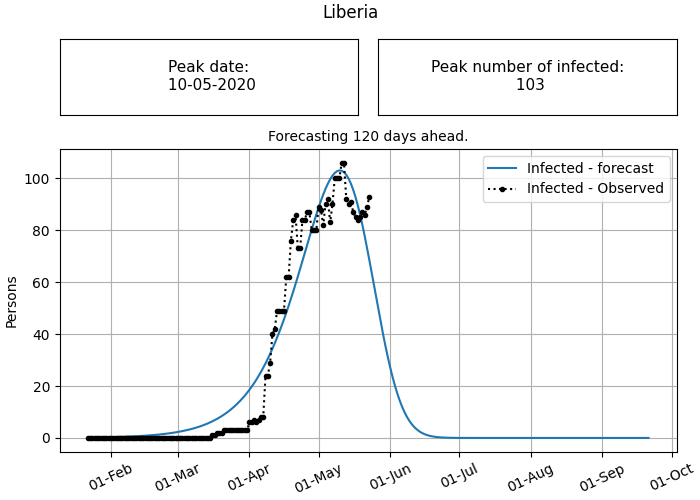 Liberia
Peak date:
10-05-2020
Peak number of infected:
103
Forecasting 120 days ahead.
Infected - forecast
Infected - Observed
Persons
100
80
60
40
20
0
01-Feb
01-Mar
01-Apr
01-May
01-Jun
01-Jul
01-Aug
01-Sep
01-Oct